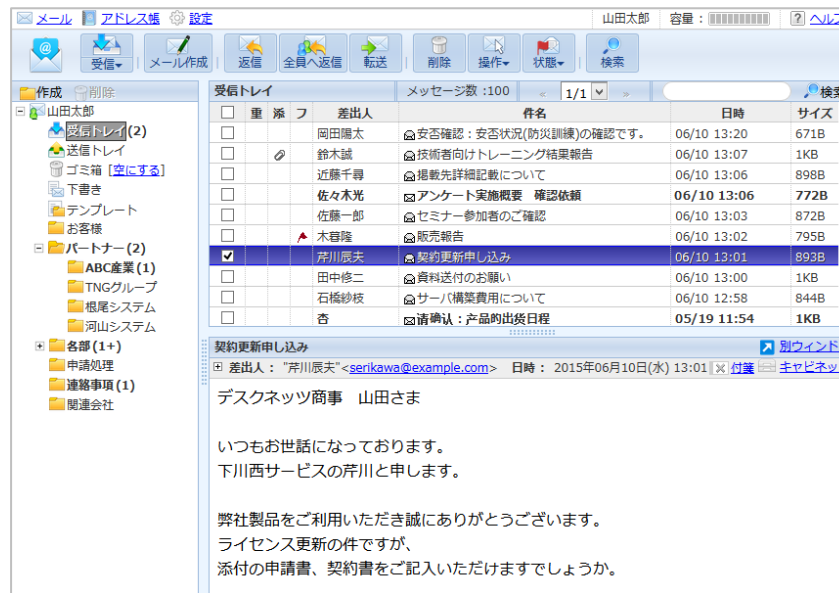 メール アドレス帳 設定 山田太郎 容量： ? ヘルプ
受信▾ メール作成 返信 全員へ返信 転送 削除 操作▾ 状態▾ 検索
作成 削除
山田太郎
受信トレイ (2)
送信トレイ
ゴミ箱 [空にする]
下書き
テンプレート
お客様
パートナー (2)
ABC産業 (1)
TNGグループ
根尾システム
河山システム
各部 (1+)
申請処理
連絡事項 (1)
関連会社
受信トレイ メッセージ数 :100 « 1/1 » 検索
重 添 フ 差出人 件名 日時 サイズ
岡田陽太 安否確認：安否状況(防災訓練)の確認です。 06/10 13:20 671B
鈴木誠 技術者向けトレーニング結果報告 06/10 13:07 1KB
近藤千尋 掲載先詳細記載について 06/10 13:06 898B
佐々木光 アンケート実施概要 確認依頼 06/10 13:06 772B
佐藤一郎 セミナー参加者のご確認 06/10 13:03 872B
木暮隆 販売報告 06/10 13:02 795B
芹川辰夫 契約更新申し込み 06/10 13:01 893B
田中修二 資料送付のお願い 06/10 13:00 1KB
石橋紗枝 サーバ構築費用について 06/10 12:58 844B
杏 请确认：产品的出货日程 05/19 11:54 1KB
契約更新申し込み 別ウィンド
差出人： "芹川辰夫"<serikawa@example.com> 日時： 2015年06月10日(水) 13:01 付箋 キャビネッ
デスクネッツ商事 山田さま
いつもお世話になっております。
下川西サービスの芹川と申します。
弊社製品をご利用いただき誠にありがとうございます。
ライセンス更新の件ですが、
添付の申請書、契約書をご記入いただけますでしょうか。